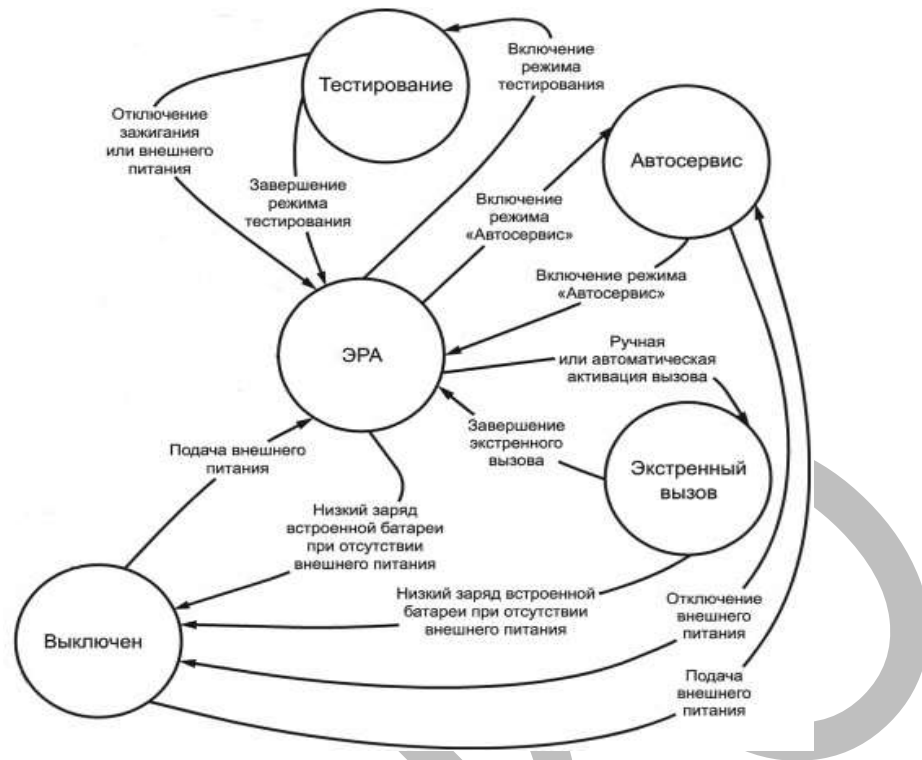 Тестирование
Включение
режима
тестирования
Отключение
зажигания
или внешнего
питания
Завершение
режима
тестирования
Автосервис
Включение
режима
«Автосервис»
Включение режима
«Автосервис»
ЭРА
Ручная
или автоматическая
активация вызова
Завершение
экстренного
вызова
Экстренный
вызов
Подача внешнего
питания
Низкий заряд
встроенной батареи
при отсутствии
внешнего питания
Низкий заряд встроенной
батареи при отсутствии
внешнего питания
Отключение
внешнего
питания
Выключен
Подача
внешнего
питания